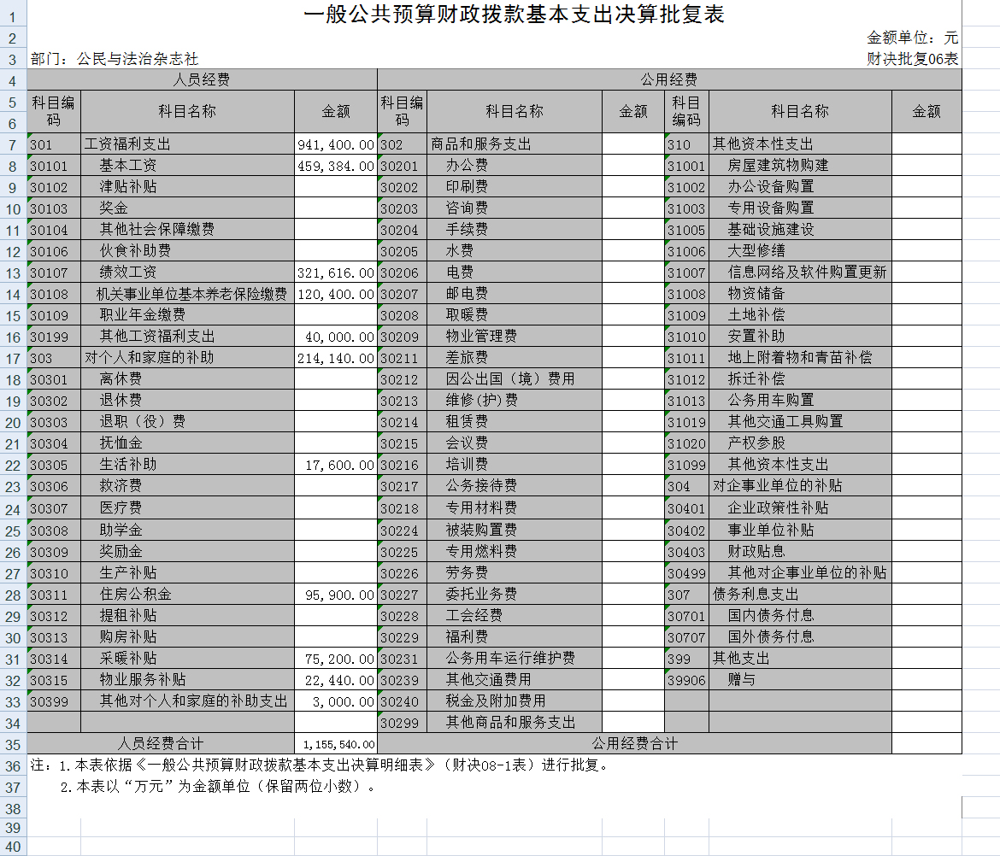 一般公共预算财政拨款基本支出决算批复表
金额单位：元
部门：公民与法治杂志社 财决批复06表
人员经费 公用经费
科目编码 科目名称 金额 科目编码 科目名称 金额 科目编码 科目名称 金额
301 工资福利支出 941,400.00 302 商品和服务支出 310 其他资本性支出
30101 基本工资 459,384.00 30201 办公费 31001 房屋建筑物购建
30102 津贴补贴 30202 印刷费 31002 办公设备购置
30103 奖金 30203 咨询费 31003 专用设备购置
30104 其他社会保障缴费 30204 手续费 31005 基础设施建设
30106 伙食补助费 30205 水费 31006 大型修缮
30107 绩效工资 321,616.00 30206 电费 31007 信息网络及软件购置更新
30108 机关事业单位基本养老保险缴费 120,400.00 30207 邮电费 31008 物资储备
30109 职业年金缴费 30208 取暖费 31009 土地补偿
30199 其他工资福利支出 40,000.00 30209 物业管理费 31010 安置补助
303 对个人和家庭的补助 214,140.00 30211 差旅费 31011 地上附着物和青苗补偿
30301 离休费 30212 因公出国（境）费用 31012 拆迁补偿
30302 退休费 30213 维修(护)费 31013 公务用车购置
30303 退职（役）费 30214 租赁费 31019 其他交通工具购置
30304 抚恤金 30215 会议费 31020 产权参股
30305 生活补助 17,600.00 30216 培训费 31099 其他资本性支出
30306 救济费 30217 公务接待费 304 对企事业单位的补贴
30307 医疗费 30218 专用材料费 30401 企业政策性补贴
30308 助学金 30224 被装购置费 30402 事业单位补贴
30309 奖励金 30225 专用燃料费 30403 财政贴息
30310 生产补贴 30226 劳务费 30499 其他对企事业单位的补贴
30311 住房公积金 95,900.00 30227 委托业务费 307 债务利息支出
30312 提租补贴 30228 工会经费 30701 国内债务付息
30313 购房补贴 30229 福利费 30707 国外债务付息
30314 采暖补贴 75,200.00 30231 公务用车运行维护费 399 其他支出
30315 物业服务补贴 22,440.00 30239 其他交通费用 39906 赠与
30399 其他对个人和家庭的补助支出 3,000.00 30240 税金及附加费用
30299 其他商品和服务支出
人员经费合计 1,155,540.00 公用经费合计
注：1.本表依据《一般公共预算财政拨款基本支出决算明细表》（财决08-1表）进行批复。
2.本表以“万元”为金额单位（保留两位小数）。